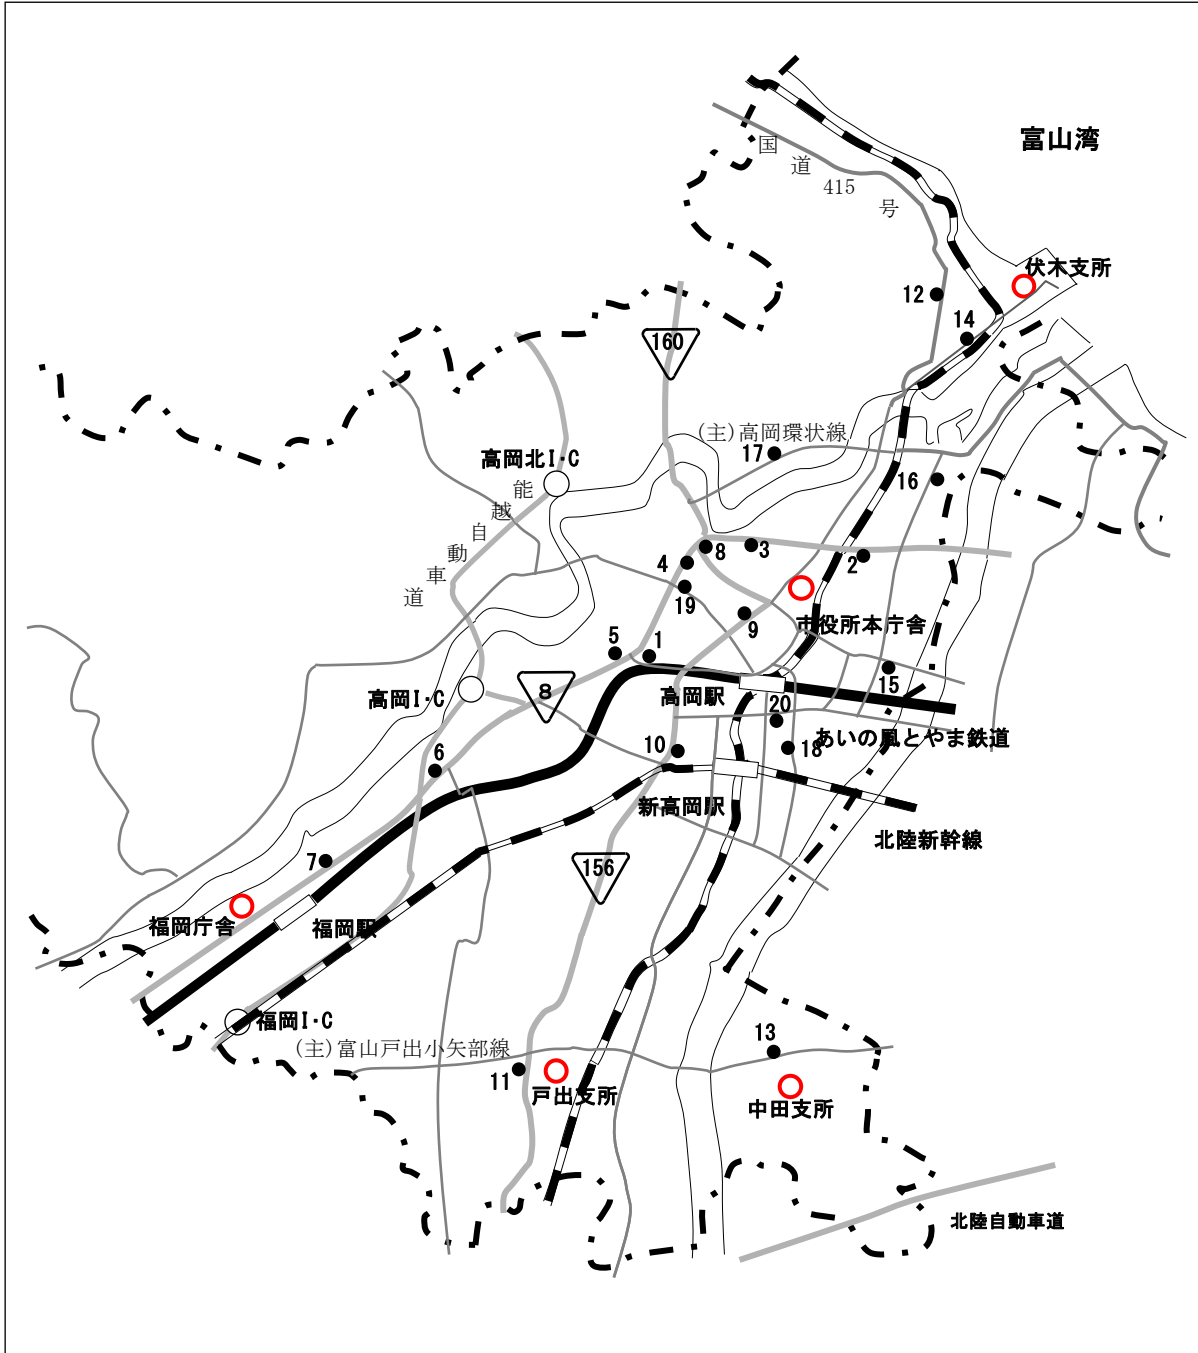 富山湾
国道415号
伏木支所
12
14
160
(主)高岡環状線
17
高岡北I・C
能越自動車道
16
8
3
4
2
19
9
市役所本庁舎
5
1
高岡I・C
8
高岡駅
15
20
あいの風とやま鉄道
18
10
6
新高岡駅
北陸新幹線
7
156
福岡庁舎
福岡駅
福岡I・C
(主)富山戸出小矢部線
13
11
戸出支所
中田支所
北陸自動車道